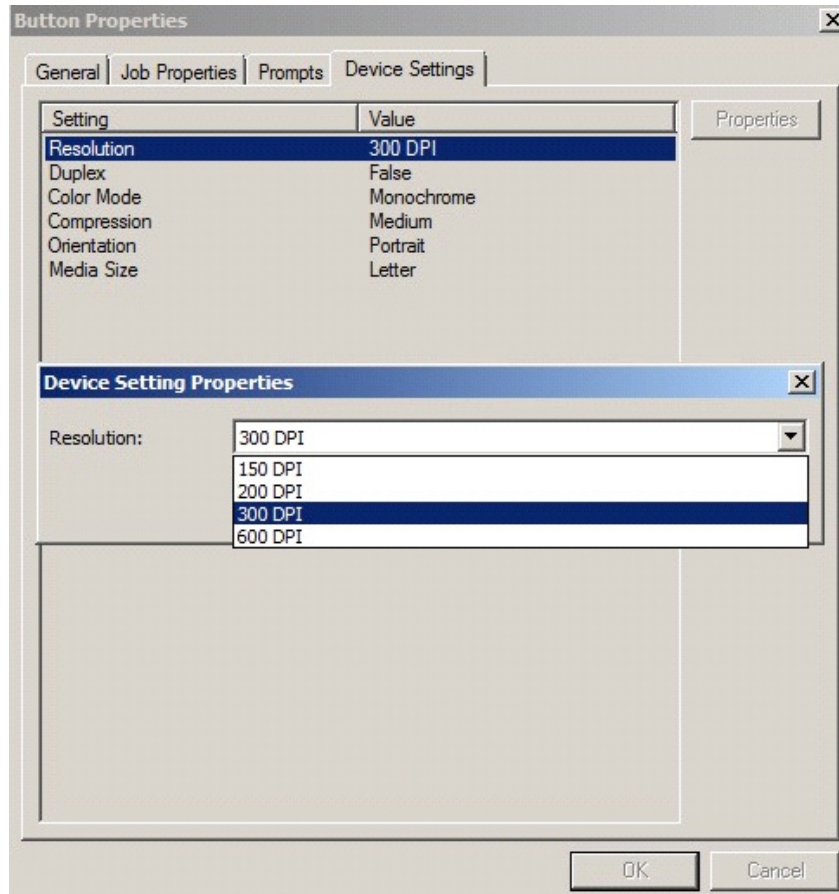 Button Properties
General Job Properties Prompts Device Settings
Setting Value Properties
Resolution 300 DPI
Duplex False
Color Mode Monochrome
Compression Medium
Orientation Portrait
Media Size Letter
Device Setting Properties
Resolution: 300 DPI
150 DPI
200 DPI
300 DPI
600 DPI
OK Cancel